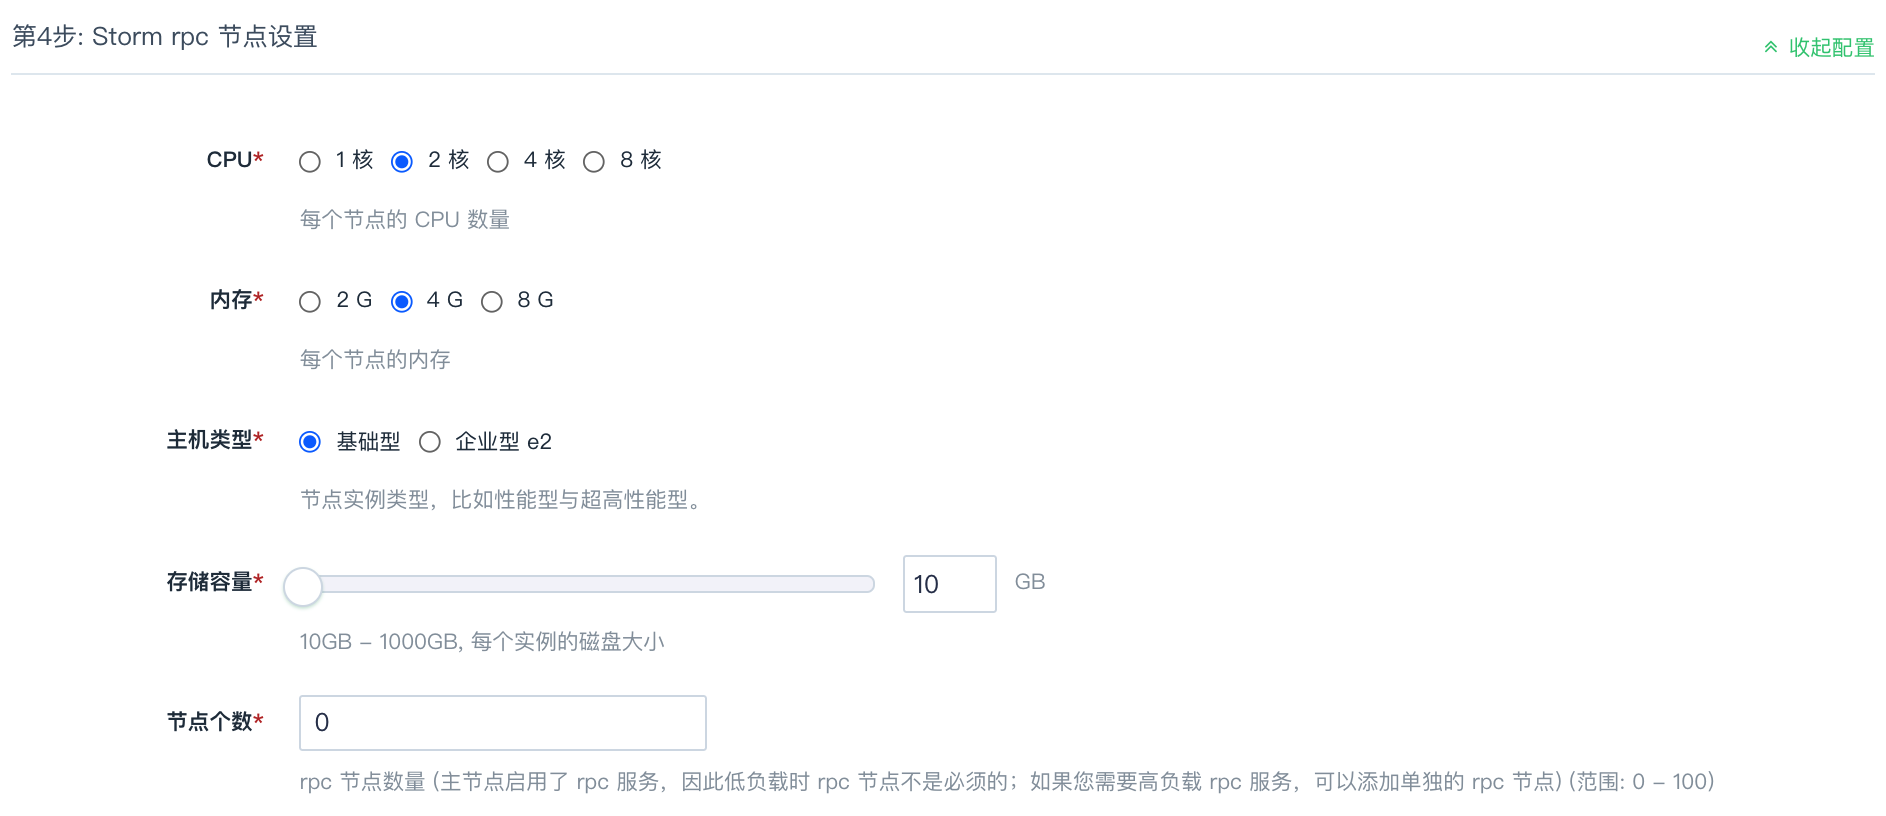 第4步: Storm rpc 节点设置
收起配置
CPU* 1 核 2 核 4 核 8 核
每个节点的 CPU 数量
内存* 2 G 4 G 8 G
每个节点的内存
主机类型* 基础型 企业型 e2
节点实例类型，比如性能型与超高性能型。
存储容量* 10 GB
10GB – 1000GB, 每个实例的磁盘大小
节点个数* 0
rpc 节点数量 (主节点启用了 rpc 服务，因此低负载时 rpc 节点不是必须的；如果您需要高负载 rpc 服务，可以添加单独的 rpc 节点) (范围: 0 – 100)